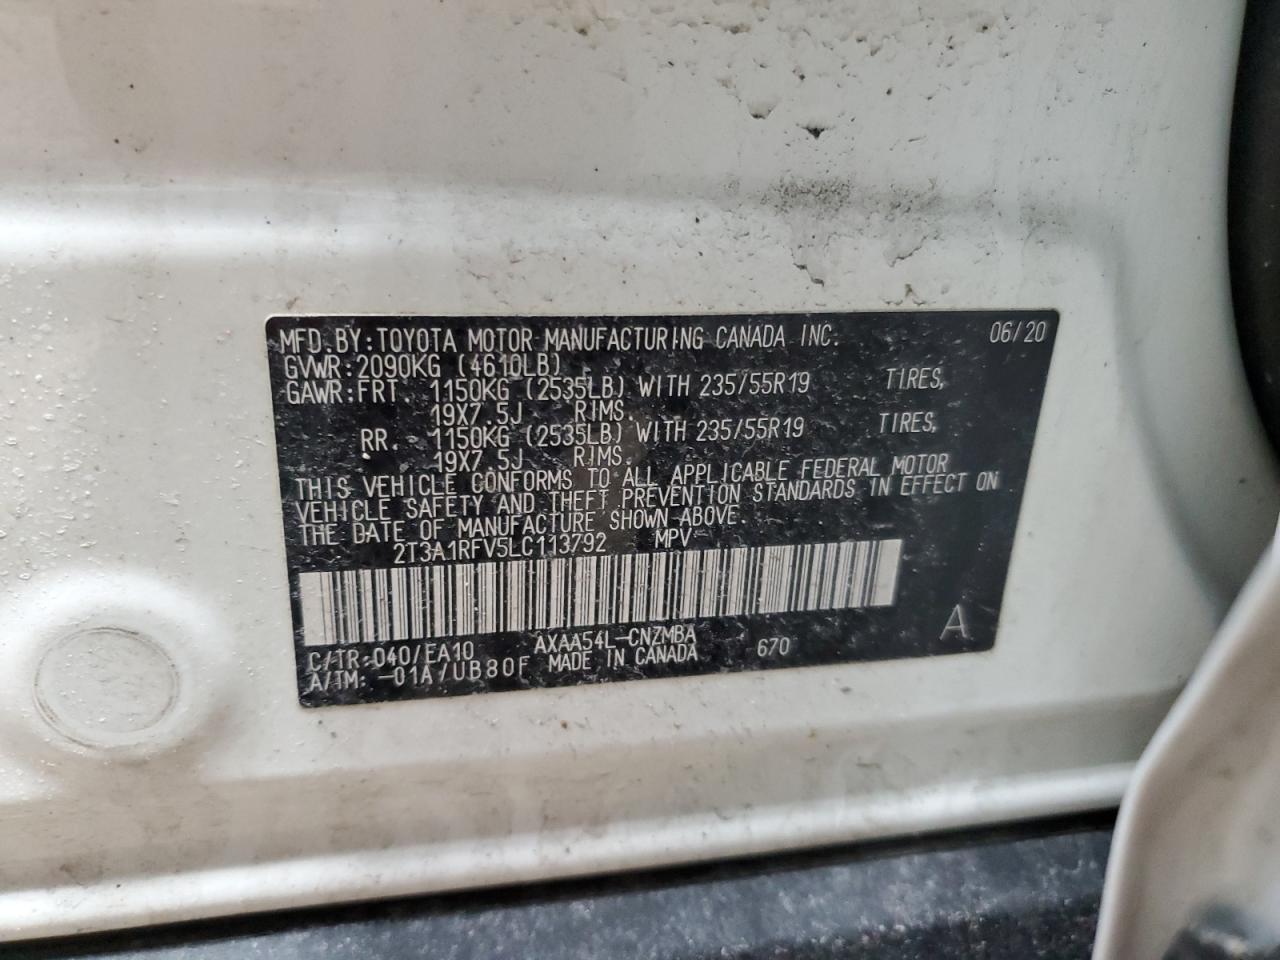 MFD.BY:TOYOTA MOTOR MANUFACTURING CANADA INC. 06/20
GVWR:2090KG (4610LB)
GAWR:FRT. 1150KG (2535LB) WITH 235/55R19 TIRES,
19X7.5J RIMS.
RR. 1150KG (2535LB) WITH 235/55R19 TIRES,
19X7.5J RIMS.
THIS VEHICLE CONFORMS TO ALL APPLICABLE FEDERAL MOTOR
VEHICLE SAFETY AND THEFT PREVENTION STANDARDS IN EFFECT ON
THE DATE OF MANUFACTURE SHOWN ABOVE.
2T3A1RFV5LC113792 MPV
C/TR:040/EA10 AXAA54L-CNZMBA 670 A
A/TM: -01A/UB80F MADE IN CANADA